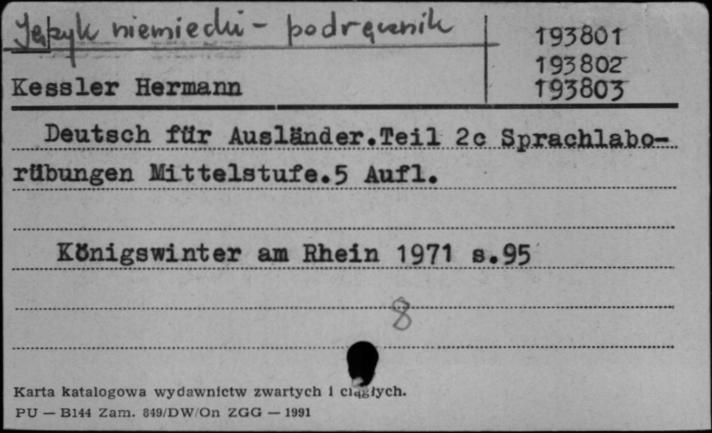 Język niemiecki - podręcznik
193801
193802
Kessler Hermann 193803
Deutsch für Ausländer.Teil 2c Sprachlabo-
rübungen Mittelstufe.5 Aufl.
Königswinter am Rhein 1971 s.95
8
Karta katalogowa wydawnictw zwartych i ciągłych.
PU — B144 Zam. 849/DW/On ZGG — 1991